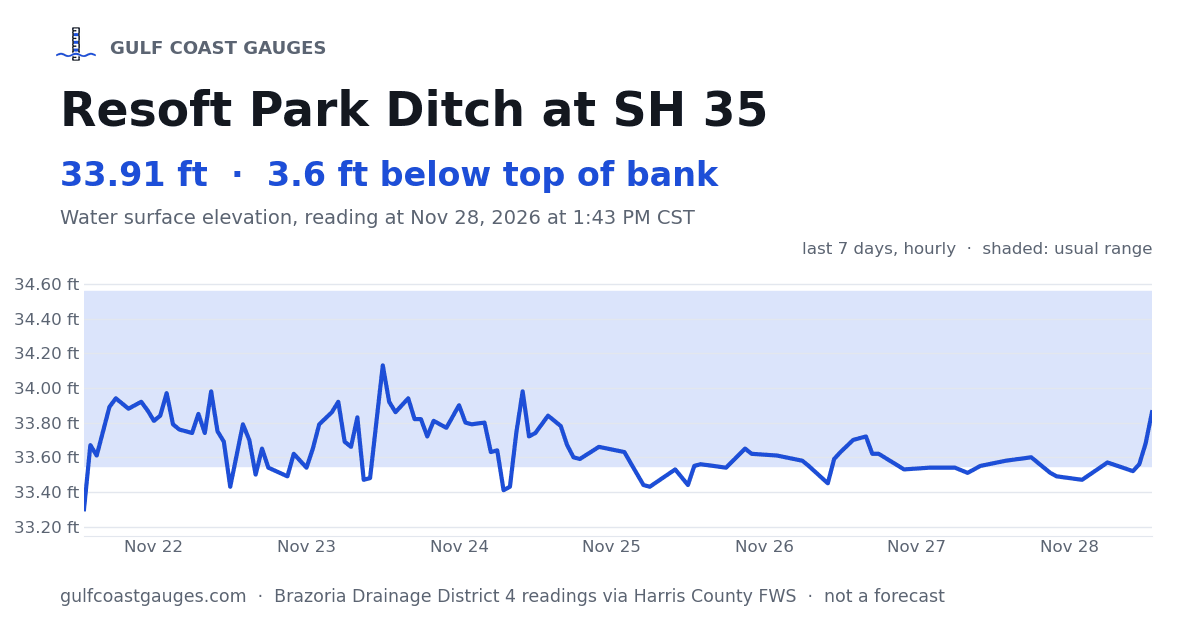 GULF COAST GAUGES
Resoft Park Ditch at SH 35
33.91 ft · 3.6 ft below top of bank
Water surface elevation, reading at Nov 28, 2026 at 1:43 PM CST
last 7 days, hourly · shaded: usual range
34.60 ft
34.40 ft
34.20 ft
34.00 ft
33.80 ft
33.60 ft
33.40 ft
33.20 ft
Nov 22 Nov 23 Nov 24 Nov 25 Nov 26 Nov 27 Nov 28
gulfcoastgauges.com · Brazoria Drainage District 4 readings via Harris County FWS · not a forecast